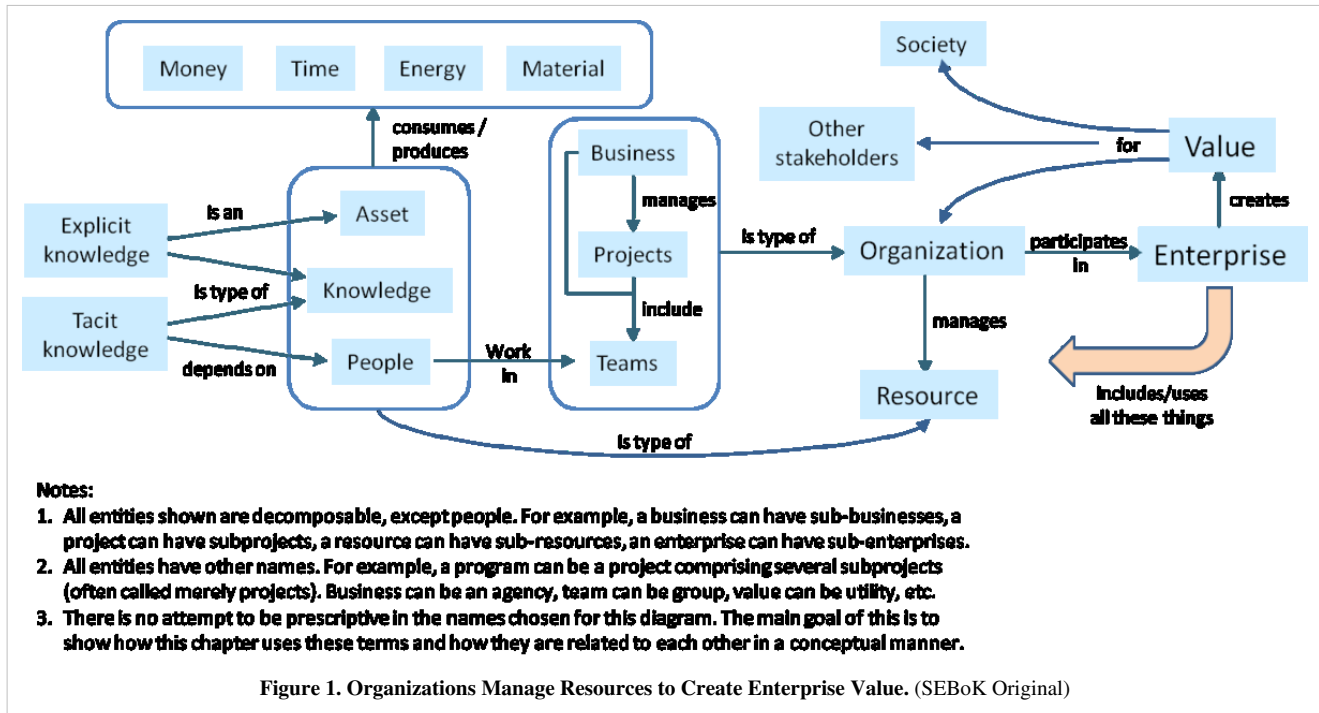 Society
Money
Time
Energy
Material
consumes /
produces
Other
stakeholders
for
Value
Business
manages
creates
Explicit
knowledge
is an
Asset
Projects
is type of
Organization
participates
in
Enterprise
is type of
Knowledge
include
manages
Tacit
knowledge
depends on
People
Work
in
Teams
Resource
Includes/uses
all these things
is type of
Notes:
1. All entities shown are decomposable, except people. For example, a business can have sub-businesses, a
project can have subprojects, a resource can have sub-resources, an enterprise can have sub-enterprises.
2. All entities have other names. For example, a program can be a project comprising several subprojects
(often called merely projects). Business can be an agency, team can be group, value can be utility, etc.
3. There is no attempt to be prescriptive in the names chosen for this diagram. The main goal of this is to
show how this chapter uses these terms and how they are related to each other in a conceptual manner.
Figure 1. Organizations Manage Resources to Create Enterprise Value. (SEBoK Original)